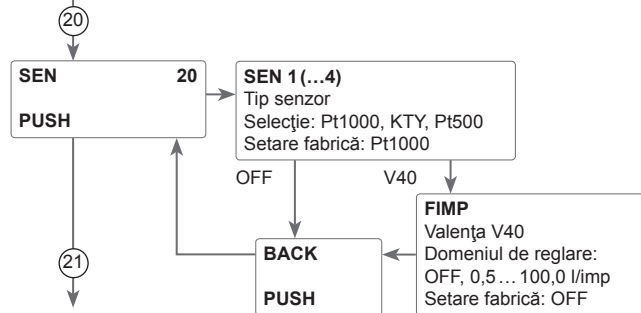 20
SEN 20
PUSH
SEN 1 (…4)
Tip senzor
Selecţie: Pt1000, KTY, Pt500
Setare fabrică: Pt1000
OFF
V40
FIMP
Valenţa V40
Domeniul de reglare:
OFF, 0,5… 100,0 l/imp
Setare fabrică: OFF
BACK
PUSH
21